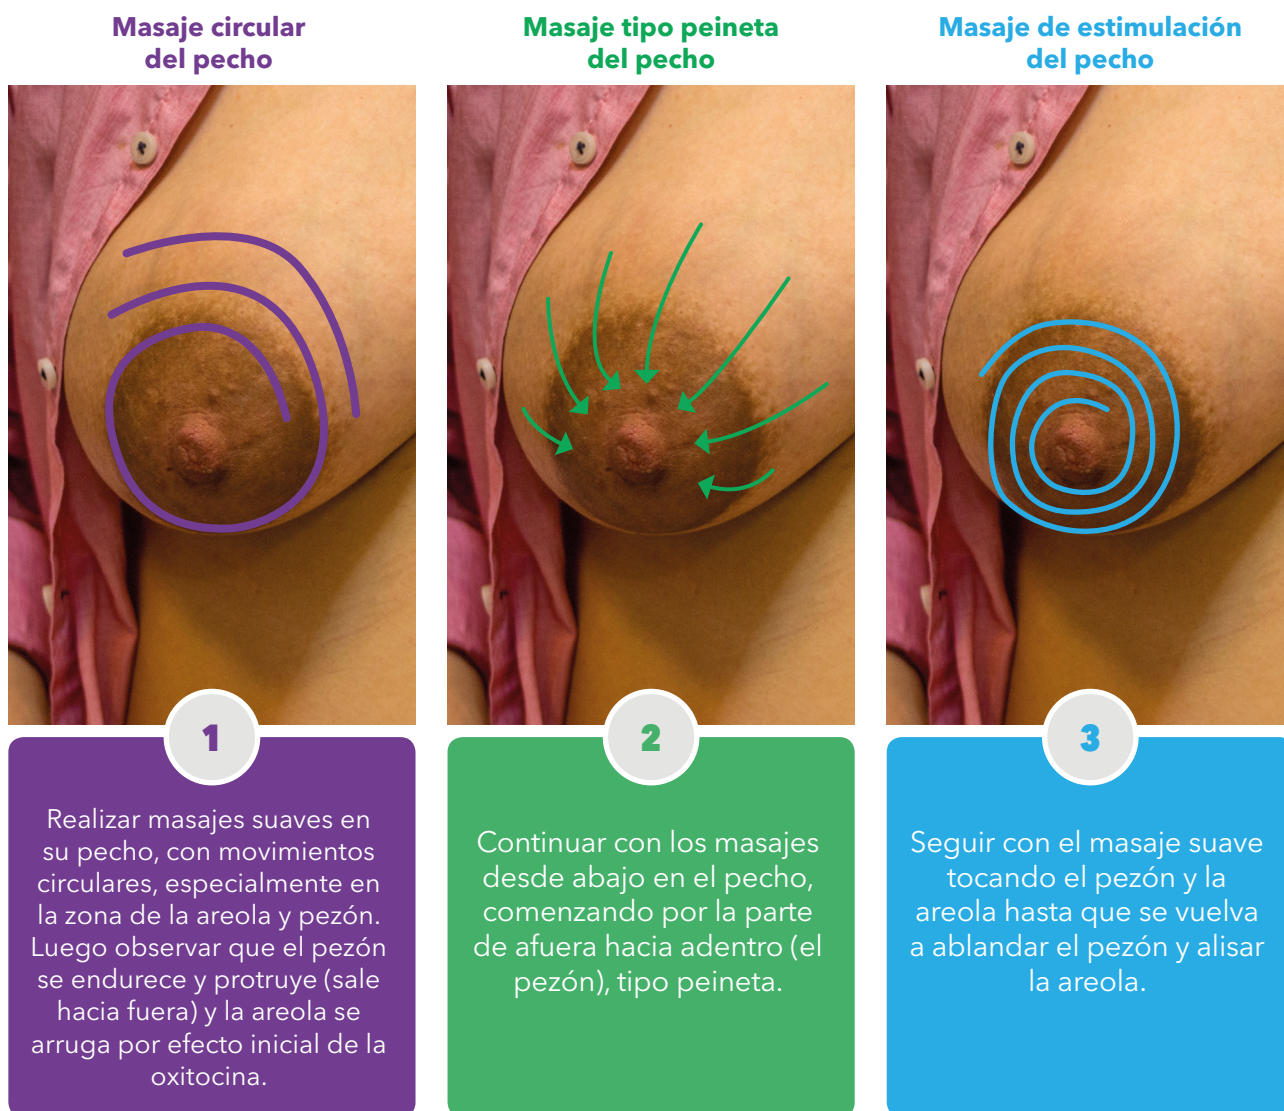 Masaje circular
del pecho
Masaje tipo peineta
del pecho
Masaje de estimulación
del pecho
1
Realizar masajes suaves en
su pecho, con movimientos
circulares, especialmente en
la zona de la areola y pezón.
Luego observar que el pezón
se endurece y protruye (sale
hacia fuera) y la areola se
arruga por efecto inicial de la
oxitocina.
2
Continuar con los masajes
desde abajo en el pecho,
comenzando por la parte
de afuera hacia adentro (el
pezón), tipo peineta.
3
Seguir con el masaje suave
tocando el pezón y la
areola hasta que se vuelva
a ablandar el pezón y alisar
la areola.